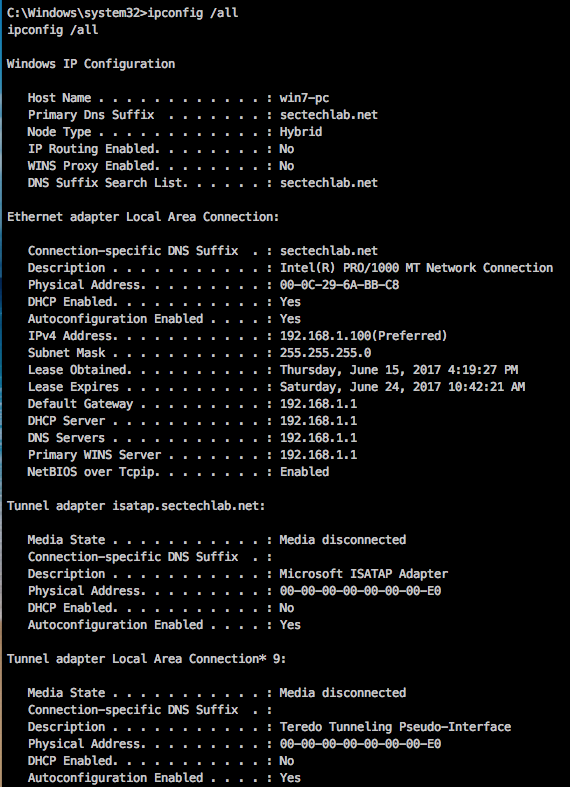 C:\Windows\system32>ipconfig /all
ipconfig /all
Windows IP Configuration
Host Name . . . . . . . . . . . . : win7-pc
Primary Dns Suffix  . . . . . . . : sectechlab.net
Node Type . . . . . . . . . . . . : Hybrid
IP Routing Enabled. . . . . . . . : No
WINS Proxy Enabled. . . . . . . . : No
DNS Suffix Search List. . . . . . : sectechlab.net
Ethernet adapter Local Area Connection:
Connection-specific DNS Suffix  . : sectechlab.net
Description . . . . . . . . . . . : Intel(R) PRO/1000 MT Network Connection
Physical Address. . . . . . . . . : 00-0C-29-6A-BB-C8
DHCP Enabled. . . . . . . . . . . : Yes
Autoconfiguration Enabled . . . . : Yes
IPv4 Address. . . . . . . . . . . : 192.168.1.100(Preferred)
Subnet Mask . . . . . . . . . . . : 255.255.255.0
Lease Obtained. . . . . . . . . . : Thursday, June 15, 2017 4:19:27 PM
Lease Expires . . . . . . . . . . : Saturday, June 24, 2017 10:42:21 AM
Default Gateway . . . . . . . . . : 192.168.1.1
DHCP Server . . . . . . . . . . . : 192.168.1.1
DNS Servers . . . . . . . . . . . : 192.168.1.1
Primary WINS Server . . . . . . . : 192.168.1.1
NetBIOS over Tcpip. . . . . . . . : Enabled
Tunnel adapter isatap.sectechlab.net:
Media State . . . . . . . . . . . : Media disconnected
Connection-specific DNS Suffix  . :
Description . . . . . . . . . . . : Microsoft ISATAP Adapter
Physical Address. . . . . . . . . : 00-00-00-00-00-00-00-E0
DHCP Enabled. . . . . . . . . . . : No
Autoconfiguration Enabled . . . . : Yes
Tunnel adapter Local Area Connection* 9:
Media State . . . . . . . . . . . : Media disconnected
Connection-specific DNS Suffix  . :
Description . . . . . . . . . . . : Teredo Tunneling Pseudo-Interface
Physical Address. . . . . . . . . : 00-00-00-00-00-00-00-E0
DHCP Enabled. . . . . . . . . . . : No
Autoconfiguration Enabled . . . . : Yes